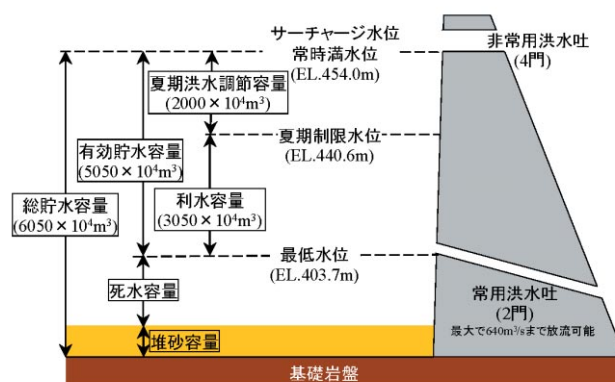 サーチャージ水位
常時満水位
(EL.454.0m)
非常用洪水吐
(4門)
夏期洪水調節容量
(2000×10⁴m³)
夏期制限水位
(EL.440.6m)
有効貯水容量
(5050×10⁴m³)
利水容量
(3050×10⁴m³)
総貯水容量
(6050×10⁴m³)
最低水位
(EL.403.7m)
死水容量
常用洪水吐
(2門)
最大で640m³/sまで放流可能
堆砂容量
基礎岩盤